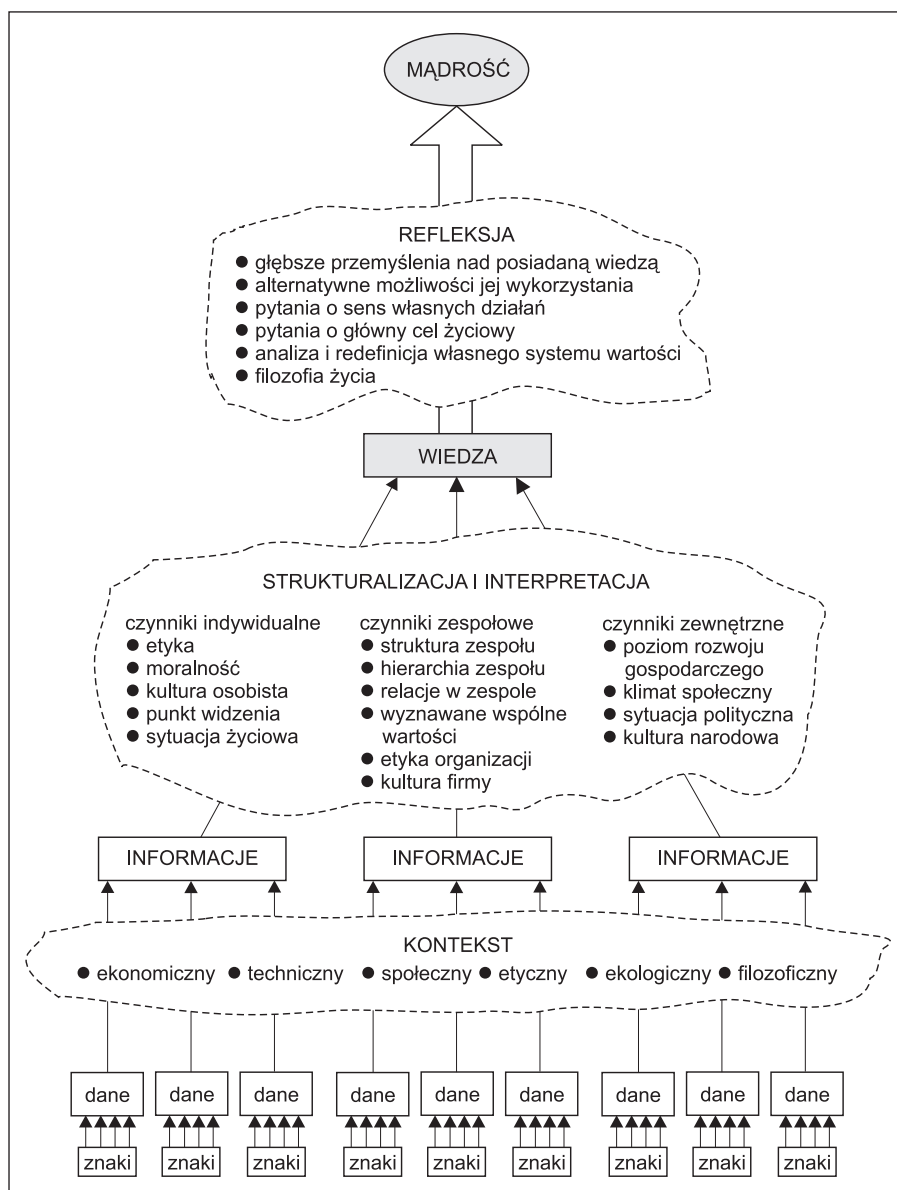 MĄDROŚĆ
REFLEKSJA
● głębsze przemyślenia nad posiadaną wiedzą
● alternatywne możliwości jej wykorzystania
● pytania o sens własnych działań
● pytania o główny cel życiowy
● analiza i redefinicja własnego systemu wartości
● filozofia życia
WIEDZA
STRUKTURALIZACJA I INTERPRETACJA
czynniki indywidualne
● etyka
● moralność
● kultura osobista
● punkt widzenia
● sytuacja życiowa
czynniki zespołowe
● struktura zespołu
● hierarchia zespołu
● relacje w zespole
● wyznawane wspólne
wartości
● etyka organizacji
● kultura firmy
czynniki zewnętrzne
● poziom rozwoju
gospodarczego
● klimat społeczny
● sytuacja polityczna
● kultura narodowa
INFORMACJE INFORMACJE INFORMACJE
KONTEKST
● ekonomiczny ● techniczny ● społeczny ● etyczny ● ekologiczny ● filozoficzny
dane dane dane dane dane dane dane dane dane
znaki znaki znaki znaki znaki znaki znaki znaki znaki